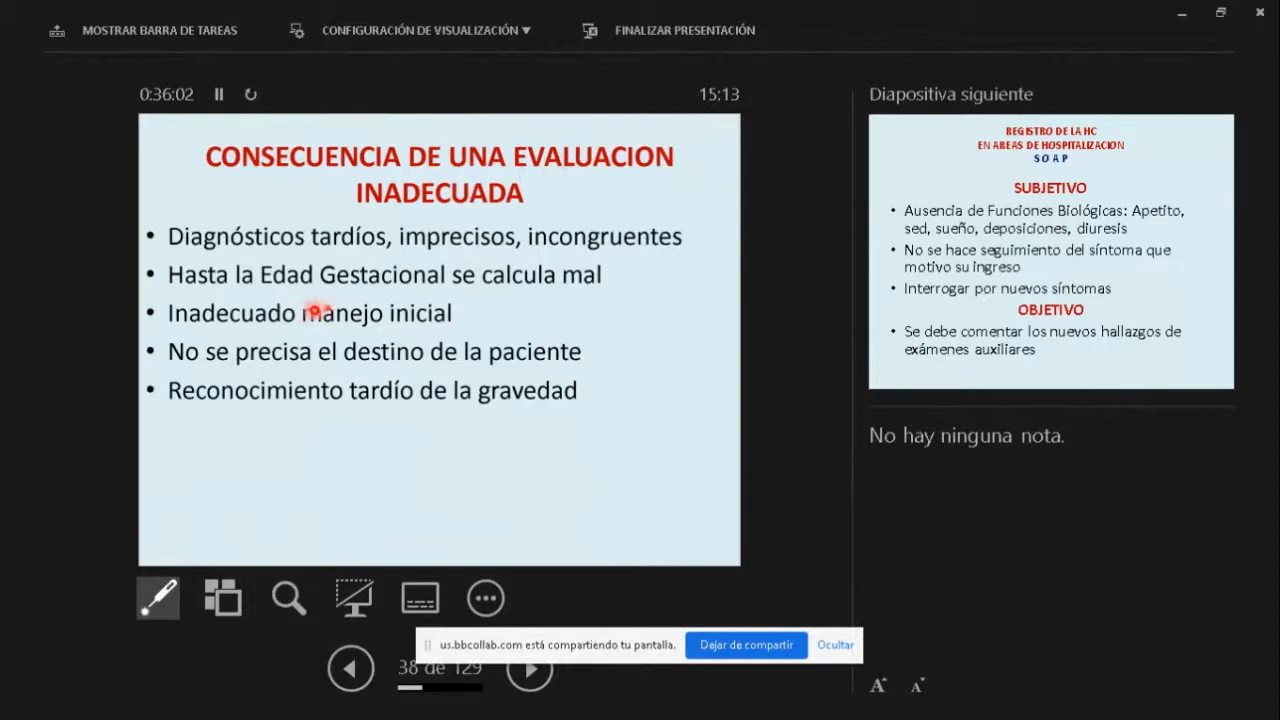 MOSTRAR BARRA DE TAREAS
CONFIGURACIÓN DE VISUALIZACIÓN ▼
FINALIZAR PRESENTACIÓN
0:36:02
15:13
CONSECUENCIA DE UNA EVALUACION
INADECUADA
• Diagnósticos tardíos, imprecisos, incongruentes
• Hasta la Edad Gestacional se calcula mal
• Inadecuado manejo inicial
• No se precisa el destino de la paciente
• Reconocimiento tardío de la gravedad
us.bbcollab.com está compartiendo tu pantalla.
Dejar de compartir
Ocultar
38 de 129
Diapositiva siguiente
REGISTRO DE LA HC
EN AREAS DE HOSPITALIZACION
S O A P
SUBJETIVO
• Ausencia de Funciones Biológicas: Apetito,
sed, sueño, deposiciones, diuresis
• No se hace seguimiento del síntoma que
motivo su ingreso
• Interrogar por nuevos síntomas
OBJETIVO
• Se debe comentar los nuevos hallazgos de
exámenes auxiliares
No hay ninguna nota.
A A